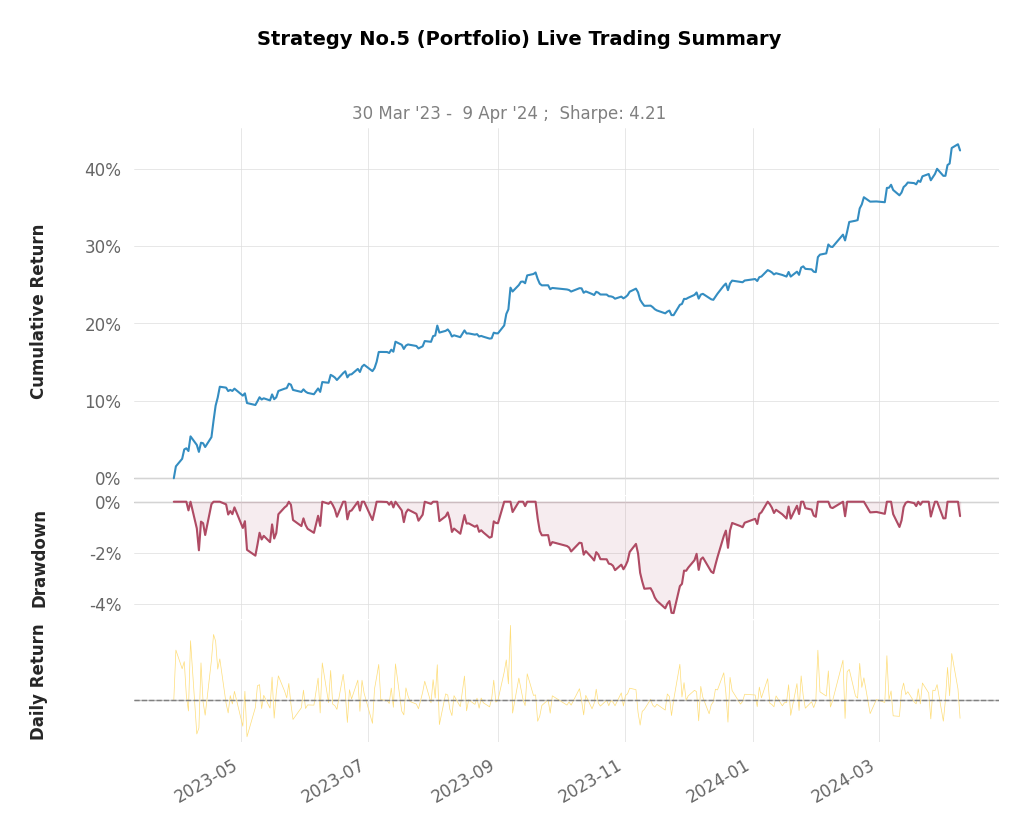 Strategy No.5 (Portfolio) Live Trading Summary
30 Mar '23 -  9 Apr '24 ;  Sharpe: 4.21
Cumulative Return
40%
30%
20%
10%
0%
Drawdown
0%
-2%
-4%
Daily Return
2023-05
2023-07
2023-09
2023-11
2024-01
2024-03